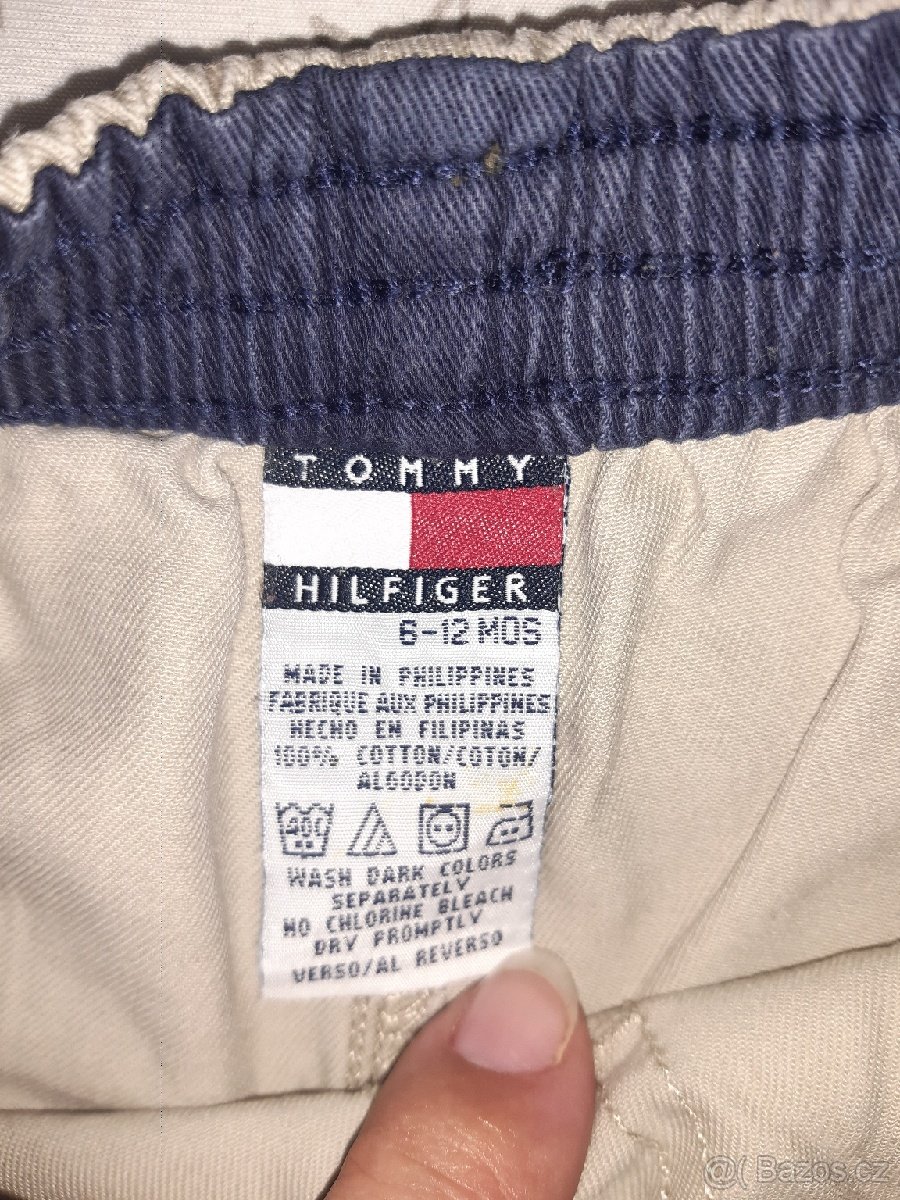 TOMMY
HILFIGER
6-12 MOS
MADE IN PHILIPPINES
FABRIQUE AUX PHILIPPINES
HECHO EN FILIPINAS
100% COTTON/COTON/
ALGODON
40C
WASH DARK COLORS
SEPARATELY
NO CHLORINE BLEACH
DRY PROMPTLY
VERSO/AL REVERSO
@( Bazos.cz